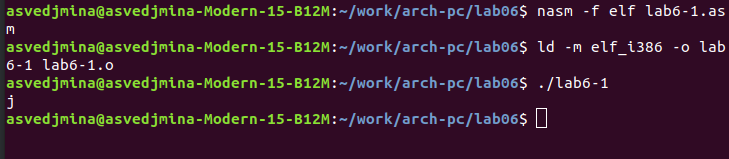 asvedjmina@asvedjmina-Modern-15-B12M:~/work/arch-pc/lab06$ nasm -f elf lab6-1.as
m
asvedjmina@asvedjmina-Modern-15-B12M:~/work/arch-pc/lab06$ ld -m elf_i386 -o lab
6-1 lab6-1.o
asvedjmina@asvedjmina-Modern-15-B12M:~/work/arch-pc/lab06$ ./lab6-1
j
asvedjmina@asvedjmina-Modern-15-B12M:~/work/arch-pc/lab06$